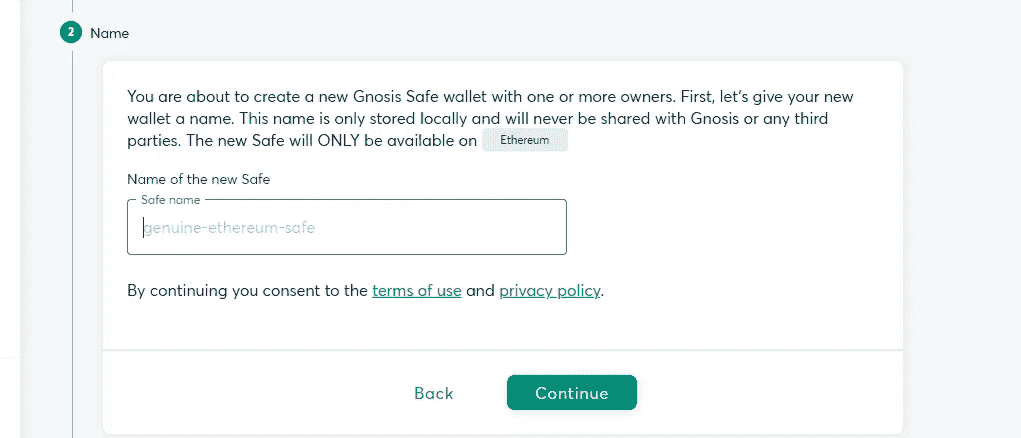 2 Name
You are about to create a new Gnosis Safe wallet with one or more owners. First, let's give your new
wallet a name. This name is only stored locally and will never be shared with Gnosis or any third
parties. The new Safe will ONLY be available on Ethereum
Name of the new Safe
Safe name
genuine-ethereum-safe
By continuing you consent to the terms of use and privacy policy.
Back Continue